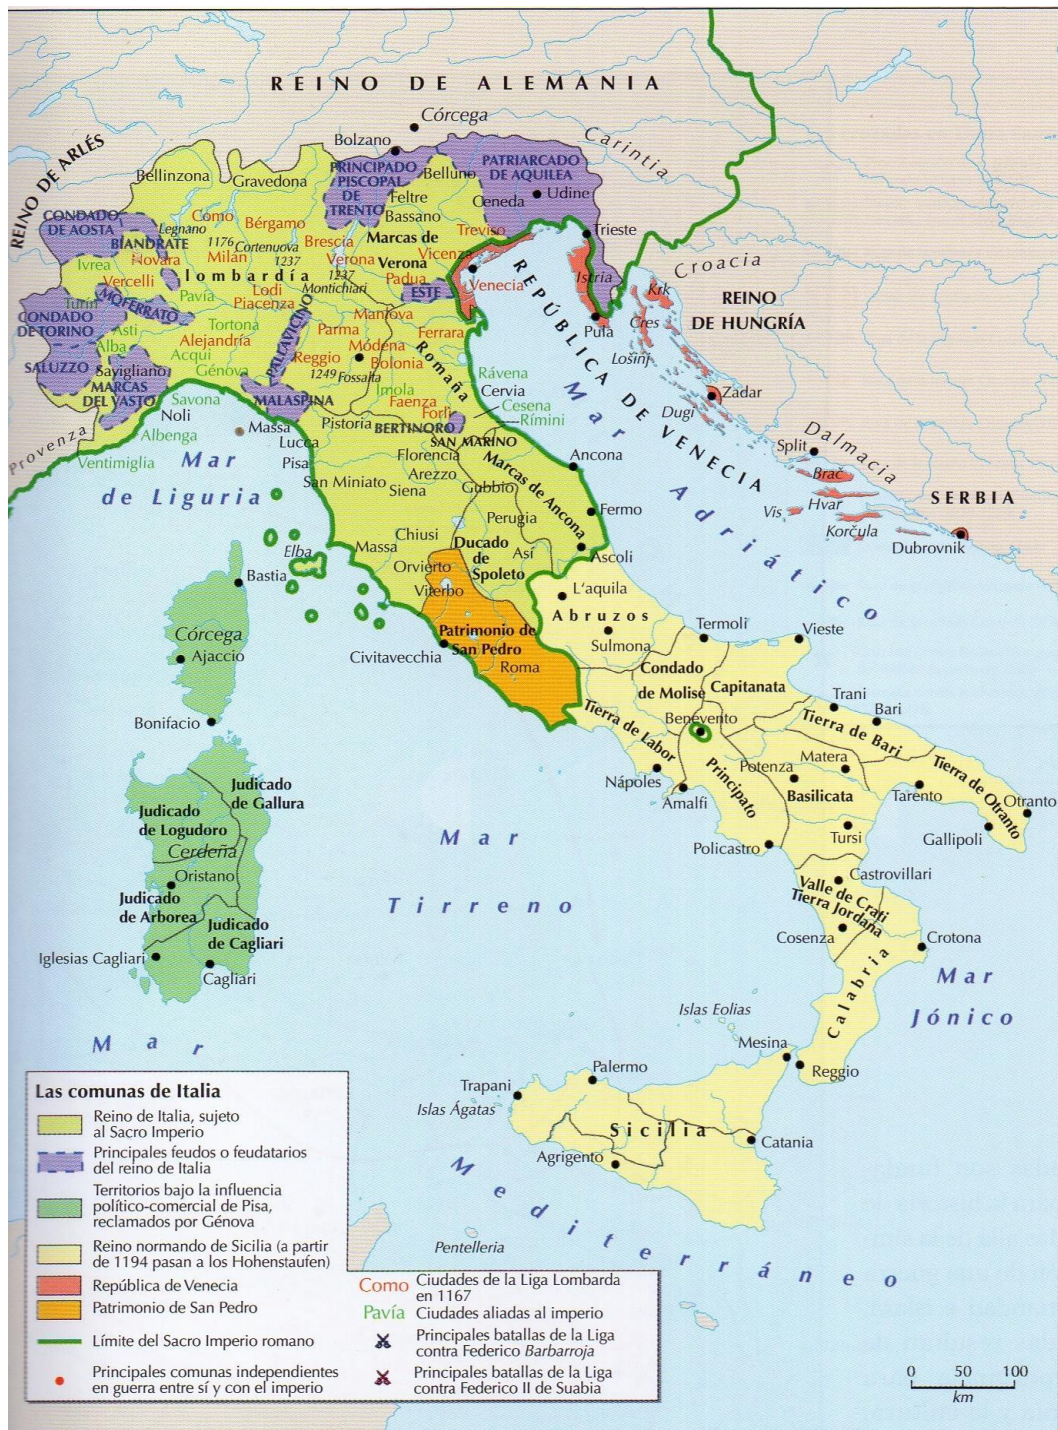 REINO DE ALEMANIA
Córcega
REINO DE ARLÉS
Bolzano
Carintia
PATRIARCADO
DE AQUILEA
Bellinzona
Gravedona
PRINCIPADO
PISCOPAL
DE
TRENTO
Belluno
Udine
Feltre
Oeneda
Bassano
CONDADO
DE AOSTA
Legnano
1176
Como
Bérgamo
Cortenuova
1237
Brescia
Marcas de
Verona
Treviso
Trieste
BIANDRATE
Novara
Milán
Verona
1237
Montichiari
Vicenza
Ivrea
Vercelli
lombardía
Lodi
Padua
ESTE
Venecia
Istria
Croacia
Krk
REINO
DE HUNGRÍA
Turín
MOFERRATO
Pavía
Piacenza
Mantova
Cres
CONDADO
DE TORINO
Asti
Tortona
PALLAVICINO
Parma
Ferrara
Pula
Lošinj
Alba
Alejandría
Módena
Romaña
Acqui
Reggio
Bolonia
SALUZZO
Savigliano
Génova
1249
Fossalta
Rávena
Zadar
MARCAS
DEL VASTO
Imola
Cervia
Savona
MALASPINA
Faenza
Cesena
Dugi
Noli
Forlì
Rímini
Provenza
Albenga
Massa
Pistoria
BERTINORO
Dalmacia
Ventimiglia
Lucca
SAN MARINO
Split
Mar
de Liguria
Pisa
Florencia
Marcas de Ancona
Ancona
Brač
REPÚBLICA DE VENECIA
Mar Adriático
SERBIA
San Miniato
Arezzo
Siena
Gubbio
Hvar
Vis
Korčula
Fermo
Perugia
Dubrovnik
Chiusi
Elba
Massa
Ducado
de
Spoleto
Así
Ascoli
Orvierto
Bastia
Viterbo
L'aquila
Abruzos
Córcega
Patrimonio de
San Pedro
Sulmona
Termoli
Vieste
Ajaccio
Civitavecchia
Roma
Condado
de Molise
Capitanata
Trani
Bonifacio
Benevento
Bari
Tierra de Labor
Tierra de Bari
Judicado
de Gallura
Nápoles
Principato
Potenza
Matera
Tierra de Otranto
Amalfi
Basilicata
Tarento
Otranto
Judicado
de Logudoro
Cerdeña
Mar
Tirreno
Policastro
Tursi
Gallipoli
Oristano
Castrovillari
Judicado
de Arborea
Valle de Crati
Tierra Jordana
Judicado
de Cagliari
Cosenza
Crotona
Iglesias Cagliari
Cagliari
Calabria
Mar
Jónico
Islas Eolias
Mar
Mediterráneo
Mesina
Reggio
Palermo
Trapani
Islas Ágatas
Sicilia
Catania
Agrigento
Pentelleria
Las comunas de Italia
Reino de Italia, sujeto
al Sacro Imperio
Principales feudos o feudatarios
del reino de Italia
Territorios bajo la influencia
político-comercial de Pisa,
reclamados por Génova
Reino normando de Sicilia (a partir
de 1194 pasan a los Hohenstaufen)
República de Venecia
Patrimonio de San Pedro
Límite del Sacro Imperio romano
Principales comunas independientes
en guerra entre sí y con el imperio
Como Ciudades de la Liga Lombarda
en 1167
Pavía Ciudades aliadas al imperio
Principales batallas de la Liga
contra Federico Barbarroja
Principales batallas de la Liga
contra Federico II de Suabia
0 50 100
km